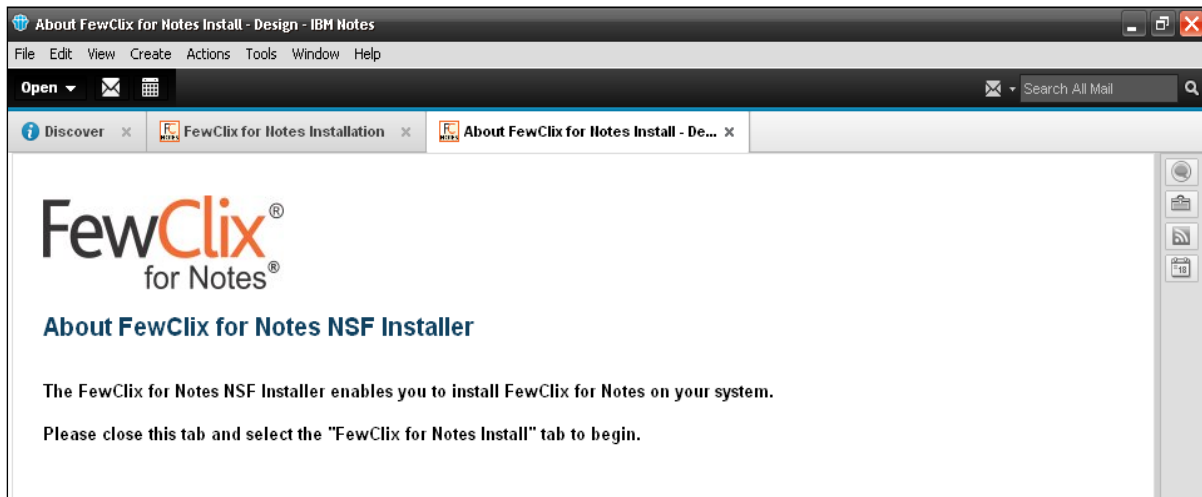 About FewClix for Notes Install - Design - IBM Notes
File Edit View Create Actions Tools Window Help
Open Search All Mail
Discover FewClix for Notes Installation About FewClix for Notes Install - De...
FewClix®
for Notes®
18
About FewClix for Notes NSF Installer
The FewClix for Notes NSF Installer enables you to install FewClix for Notes on your system.
Please close this tab and select the "FewClix for Notes Install" tab to begin.